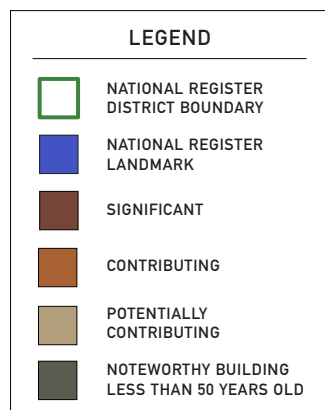 LEGEND
NATIONAL REGISTER
DISTRICT BOUNDARY
NATIONAL REGISTER
LANDMARK
SIGNIFICANT
CONTRIBUTING
POTENTIALLY
CONTRIBUTING
NOTEWORTHY BUILDING
LESS THAN 50 YEARS OLD